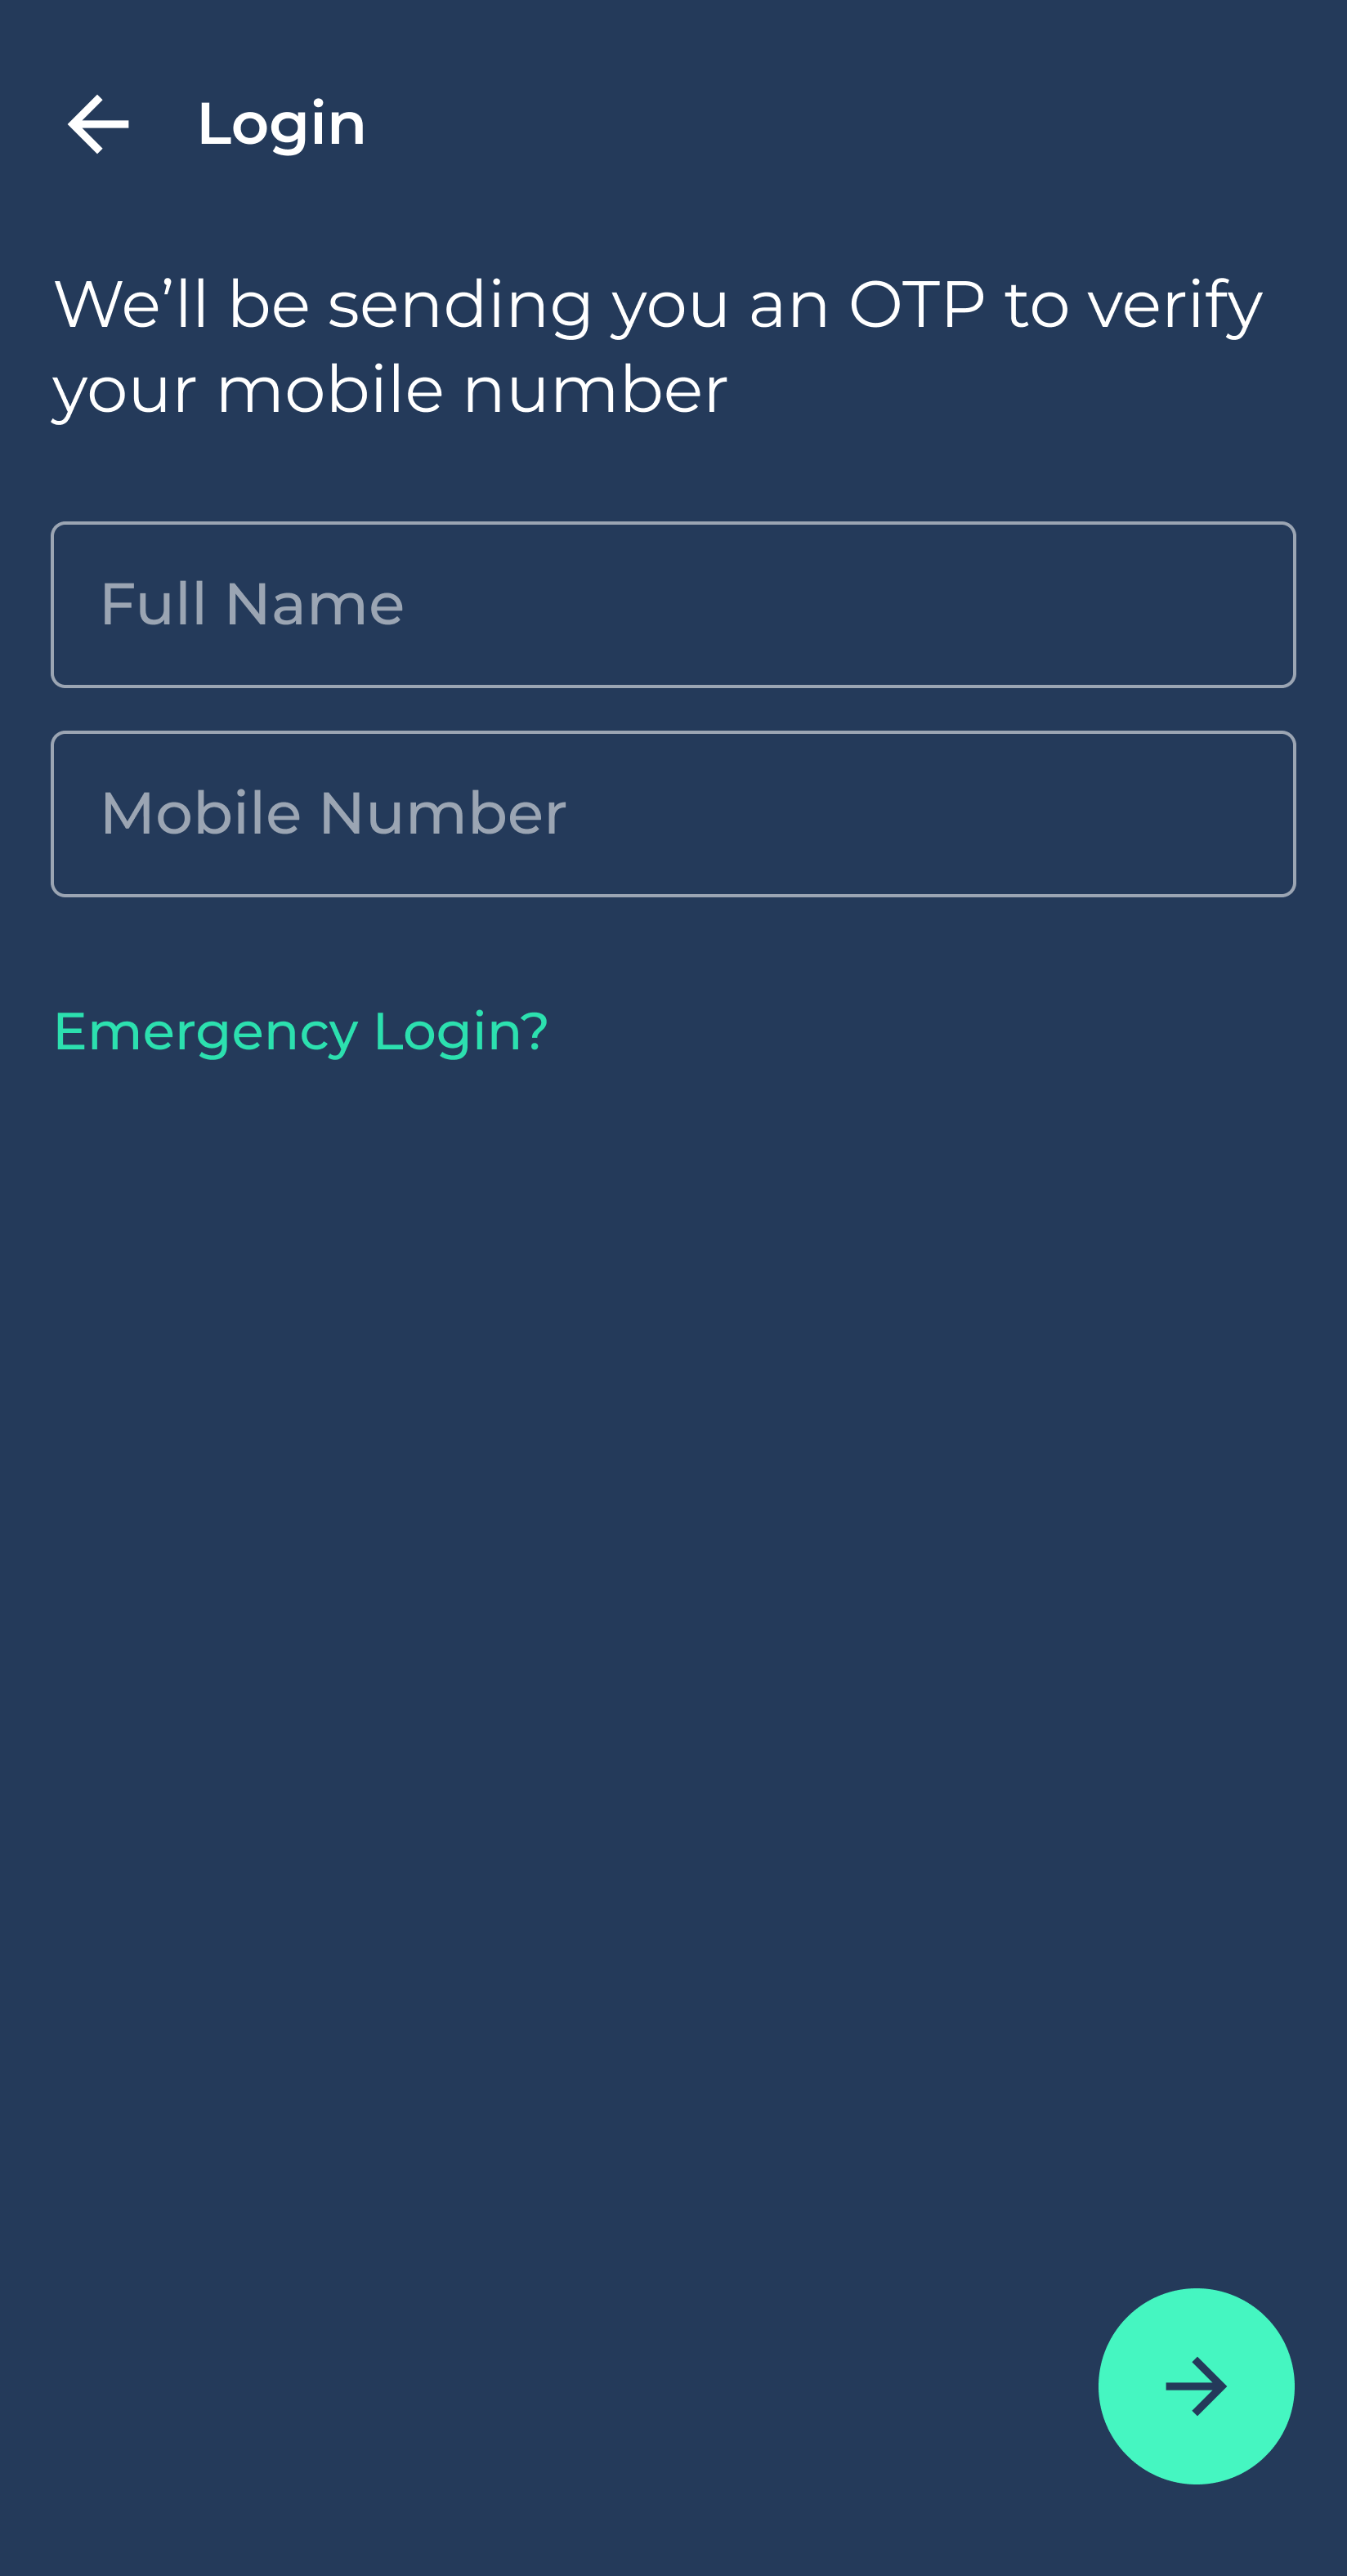 Login
We’ll be sending you an OTP to verify
your mobile number
Full Name
Mobile Number
Emergency Login?